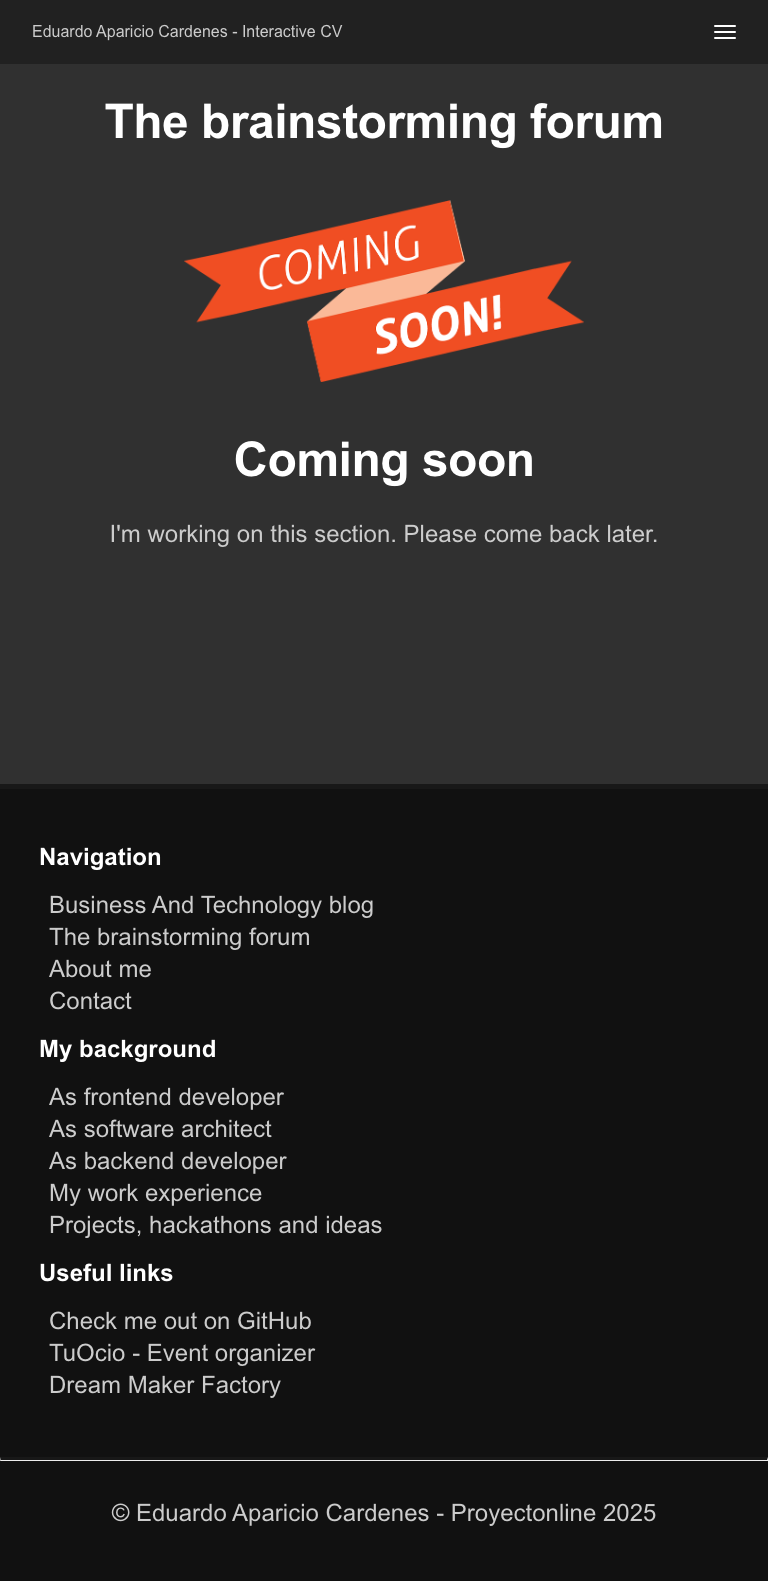 Eduardo Aparicio Cardenes - Interactive CV
The brainstorming forum
COMING
SOON!
Coming soon
I'm working on this section. Please come back later.
Navigation
Business And Technology blog
The brainstorming forum
About me
Contact
My background
As frontend developer
As software architect
As backend developer
My work experience
Projects, hackathons and ideas
Useful links
Check me out on GitHub
TuOcio - Event organizer
Dream Maker Factory
© Eduardo Aparicio Cardenes - Proyectonline 2025